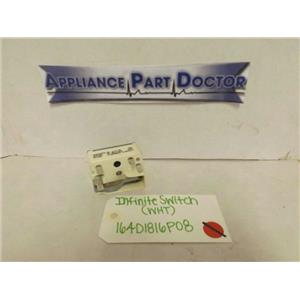 APPLIANCE PART DOCTOR
Infinite Switch
(WHT)
164D1816P08